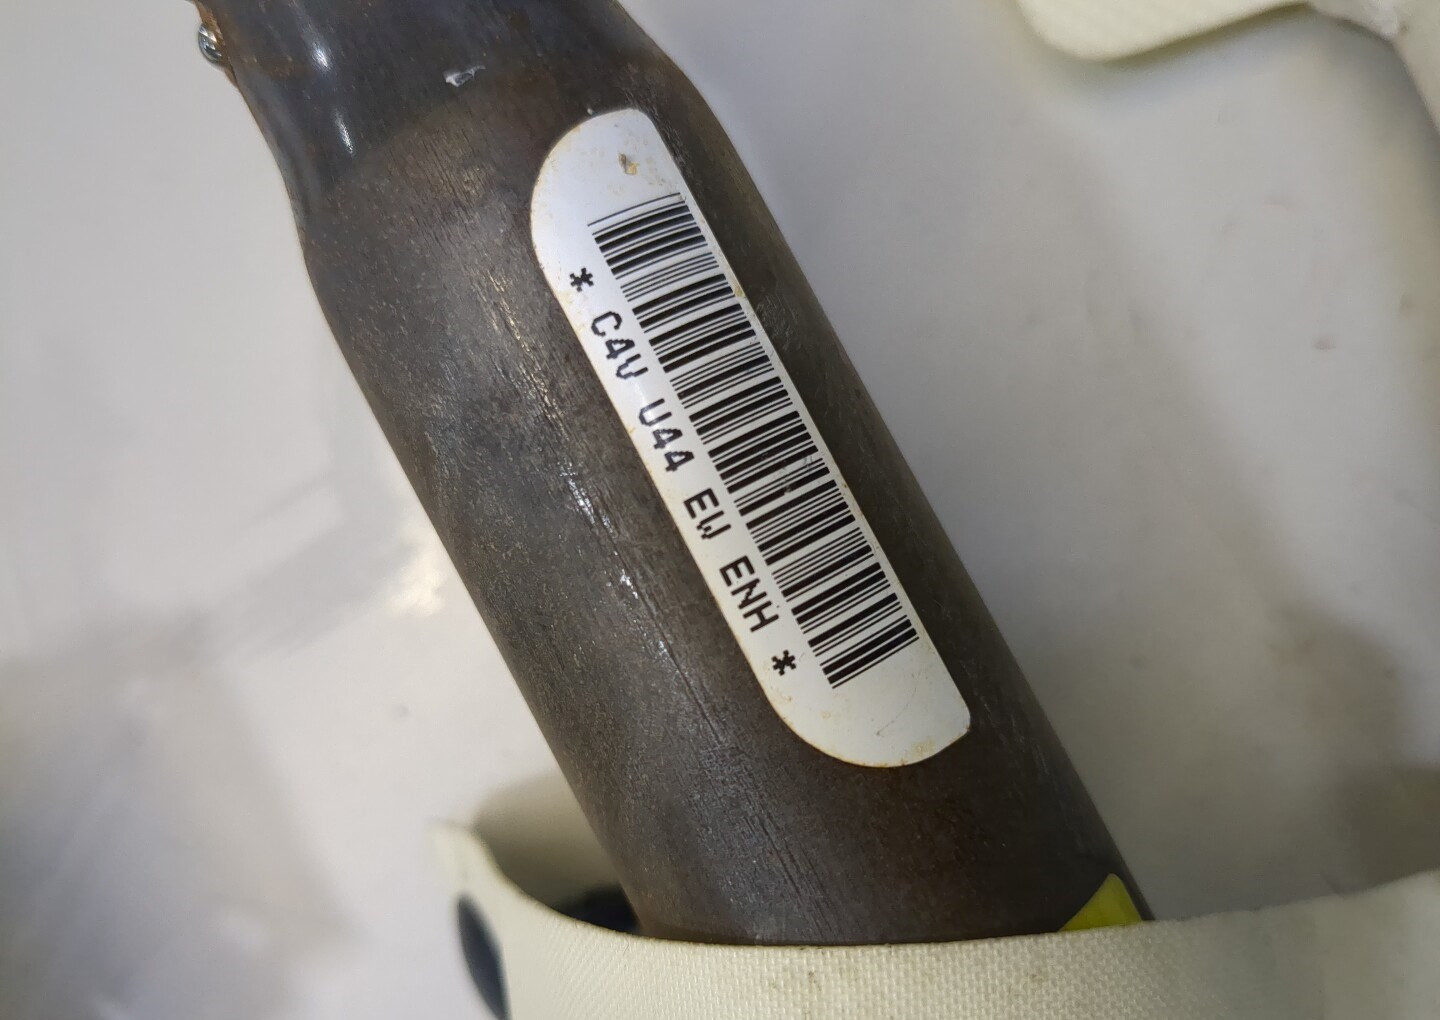 * C4V U44 EW ENH *